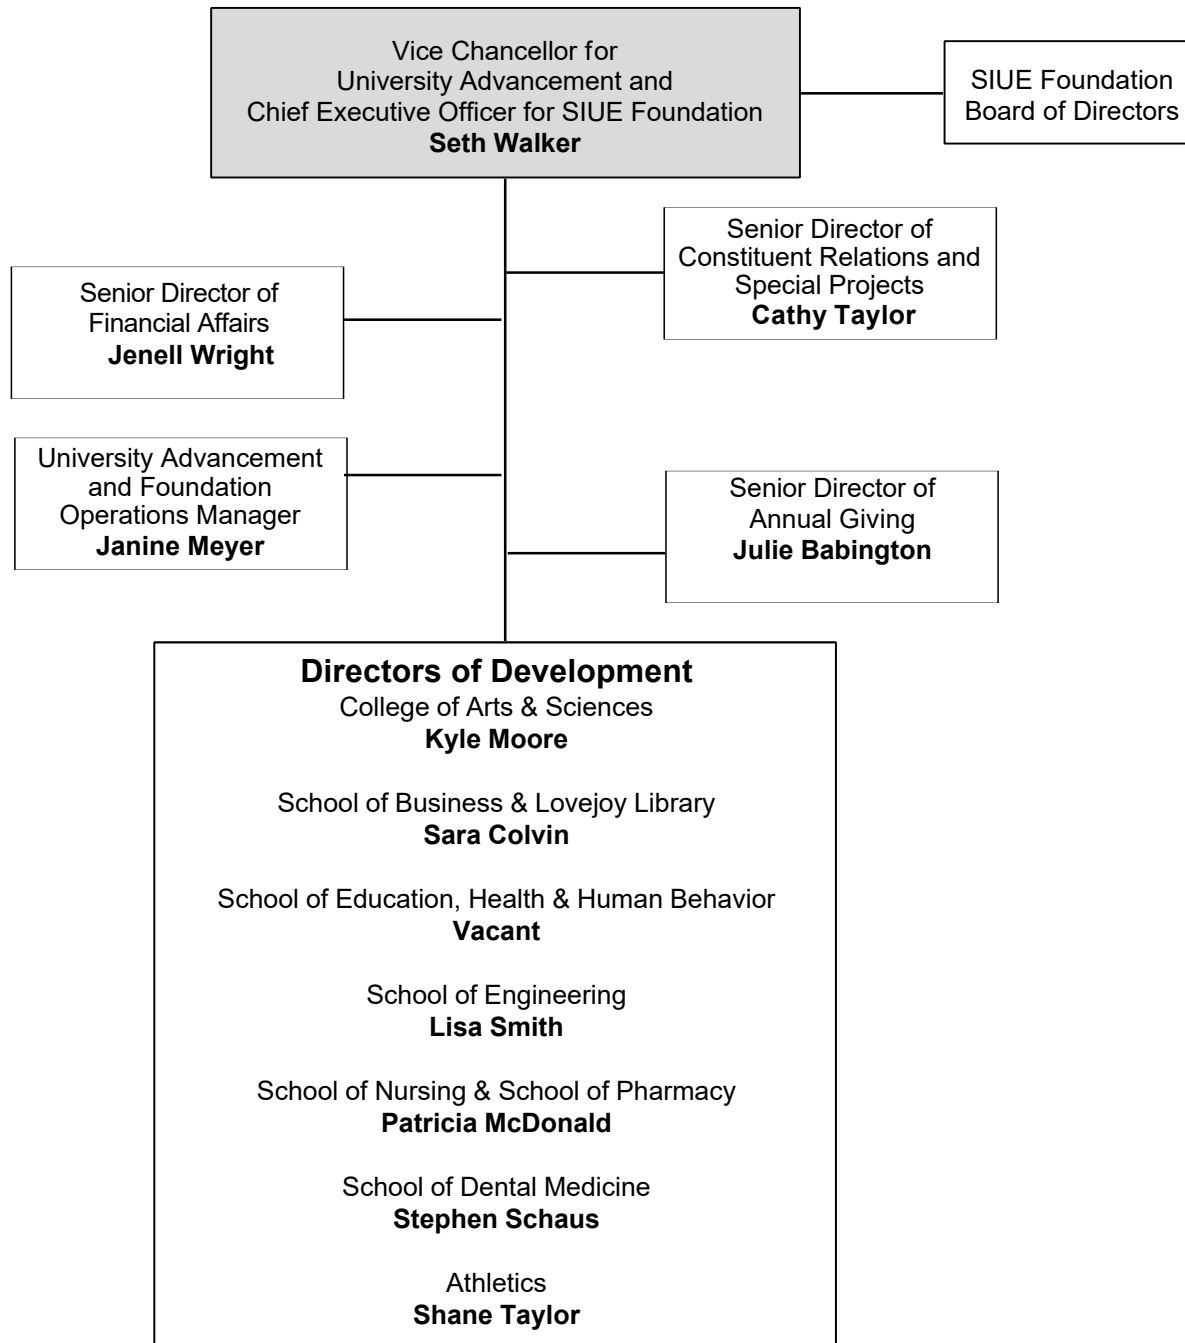 Vice Chancellor for
University Advancement and
Chief Executive Officer for SIUE Foundation
Seth Walker
SIUE Foundation
Board of Directors
Senior Director of
Constituent Relations and
Special Projects
Cathy Taylor
Senior Director of
Financial Affairs
Jenell Wright
University Advancement
and Foundation
Operations Manager
Janine Meyer
Senior Director of
Annual Giving
Julie Babington
Directors of Development
College of Arts & Sciences
Kyle Moore
School of Business & Lovejoy Library
Sara Colvin
School of Education, Health & Human Behavior
Vacant
School of Engineering
Lisa Smith
School of Nursing & School of Pharmacy
Patricia McDonald
School of Dental Medicine
Stephen Schaus
Athletics
Shane Taylor